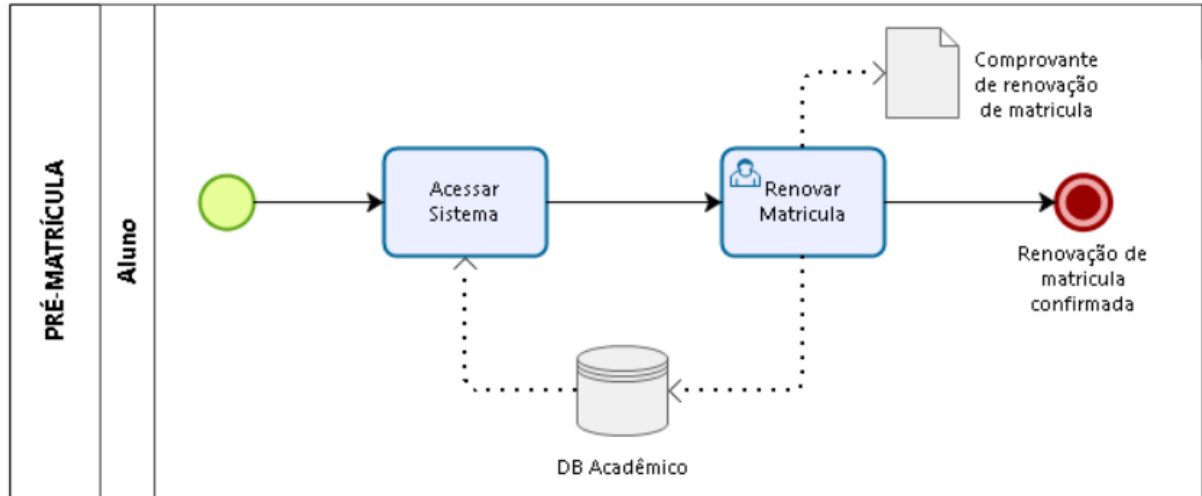 PRÉ-MATRÍCULA
Aluno
Acessar
Sistema
Renovar
Matricula
Comprovante
de renovação
de matricula
Renovação de
matricula
confirmada
DB Acadêmico